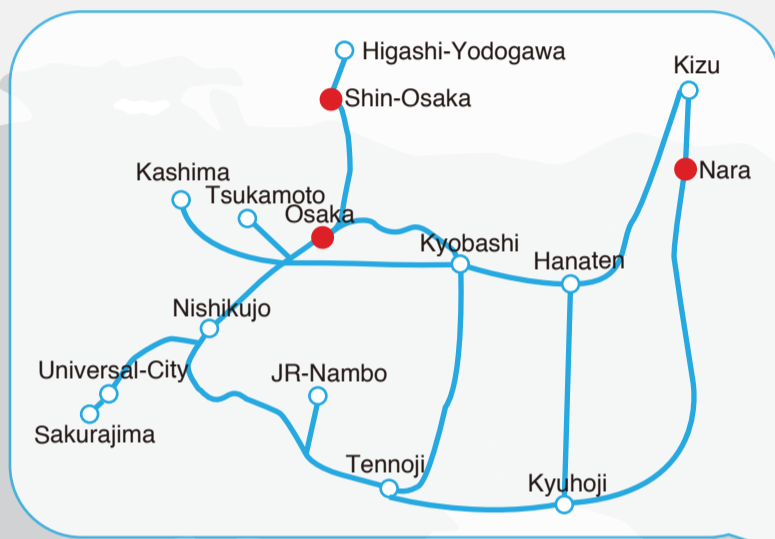 Higashi-Yodogawa
Kizu
Shin-Osaka
Kashima
Nara
Tsukamoto
Osaka
Kyobashi
Hanaten
Nishikujo
Universal-City
JR-Nambo
Sakurajima
Tennoji
Kyuhoji